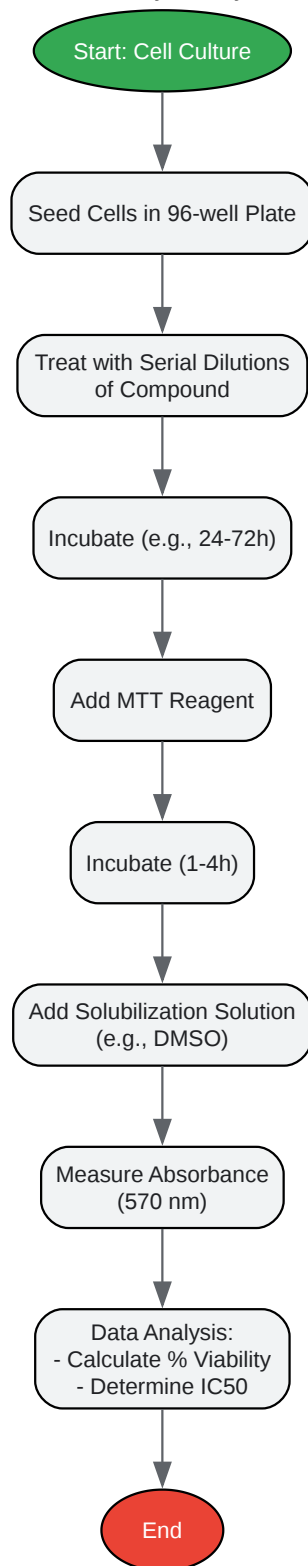 Start: Cell Culture
Seed Cells in 96-well Plate
Treat with Serial Dilutions
of Compound
Incubate (e.g., 24-72h)
Add MTT Reagent
Incubate (1-4h)
Add Solubilization Solution
(e.g., DMSO)
Measure Absorbance
(570 nm)
Data Analysis:
- Calculate % Viability
- Determine IC50
End